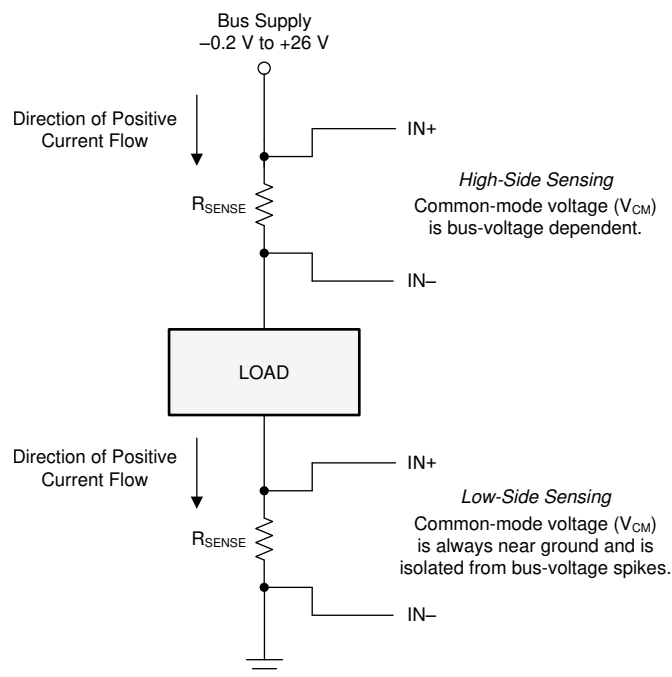 Bus Supply
–0.2 V to +26 V
Direction of Positive
Current Flow
IN+
RSENSE
High-Side Sensing
Common-mode voltage (VCM)
is bus-voltage dependent.
IN–
LOAD
Direction of Positive
Current Flow
IN+
RSENSE
Low-Side Sensing
Common-mode voltage (VCM)
is always near ground and is
isolated from bus-voltage spikes.
IN–